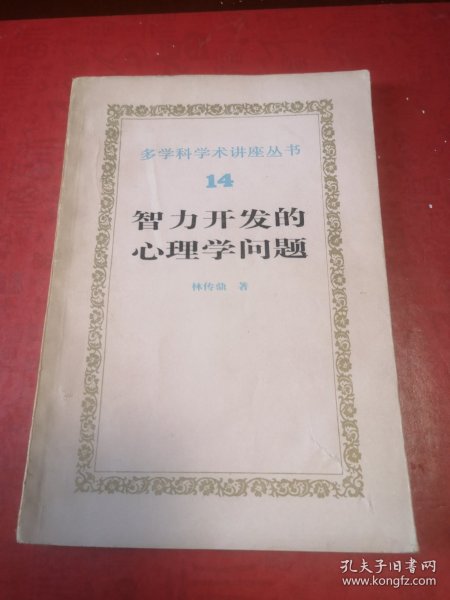 多学科学术讲座丛书
14
智力开发的
心理学问题
林传鼎 著
孔夫子旧书网
www.kongfz.com